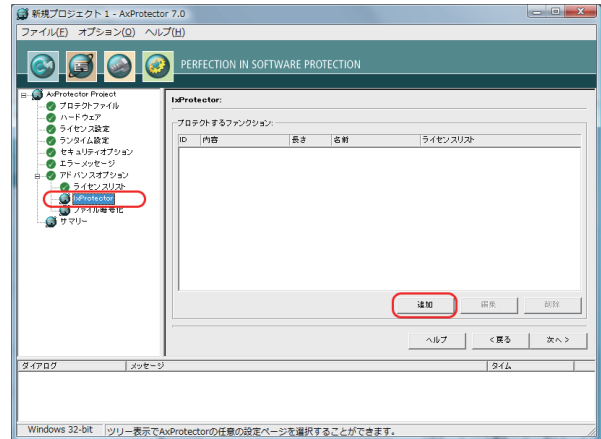 新規プロジェクト 1 - AxProtector 7.0
ファイル(F) オプション(O) ヘルプ(H)
PERFECTION IN SOFTWARE PROTECTION
AxProtector Project
プロテクトファイル
ハードウェア
ライセンス設定
ランタイム設定
セキュリティオプション
エラーメッセージ
アドバンスオプション
ライセンスリスト
IxProtector
ファイル暗号化
サマリー
IxProtector:
プロテクトするファンクション:
ID 内容 長さ 名前 ライセンスリスト
追加 編集 削除
ヘルプ < 戻る 次へ >
ダイアログ メッセージ タイム
Windows 32-bit ツリー表示でAxProtectorの任意の設定ページを選択することができます。